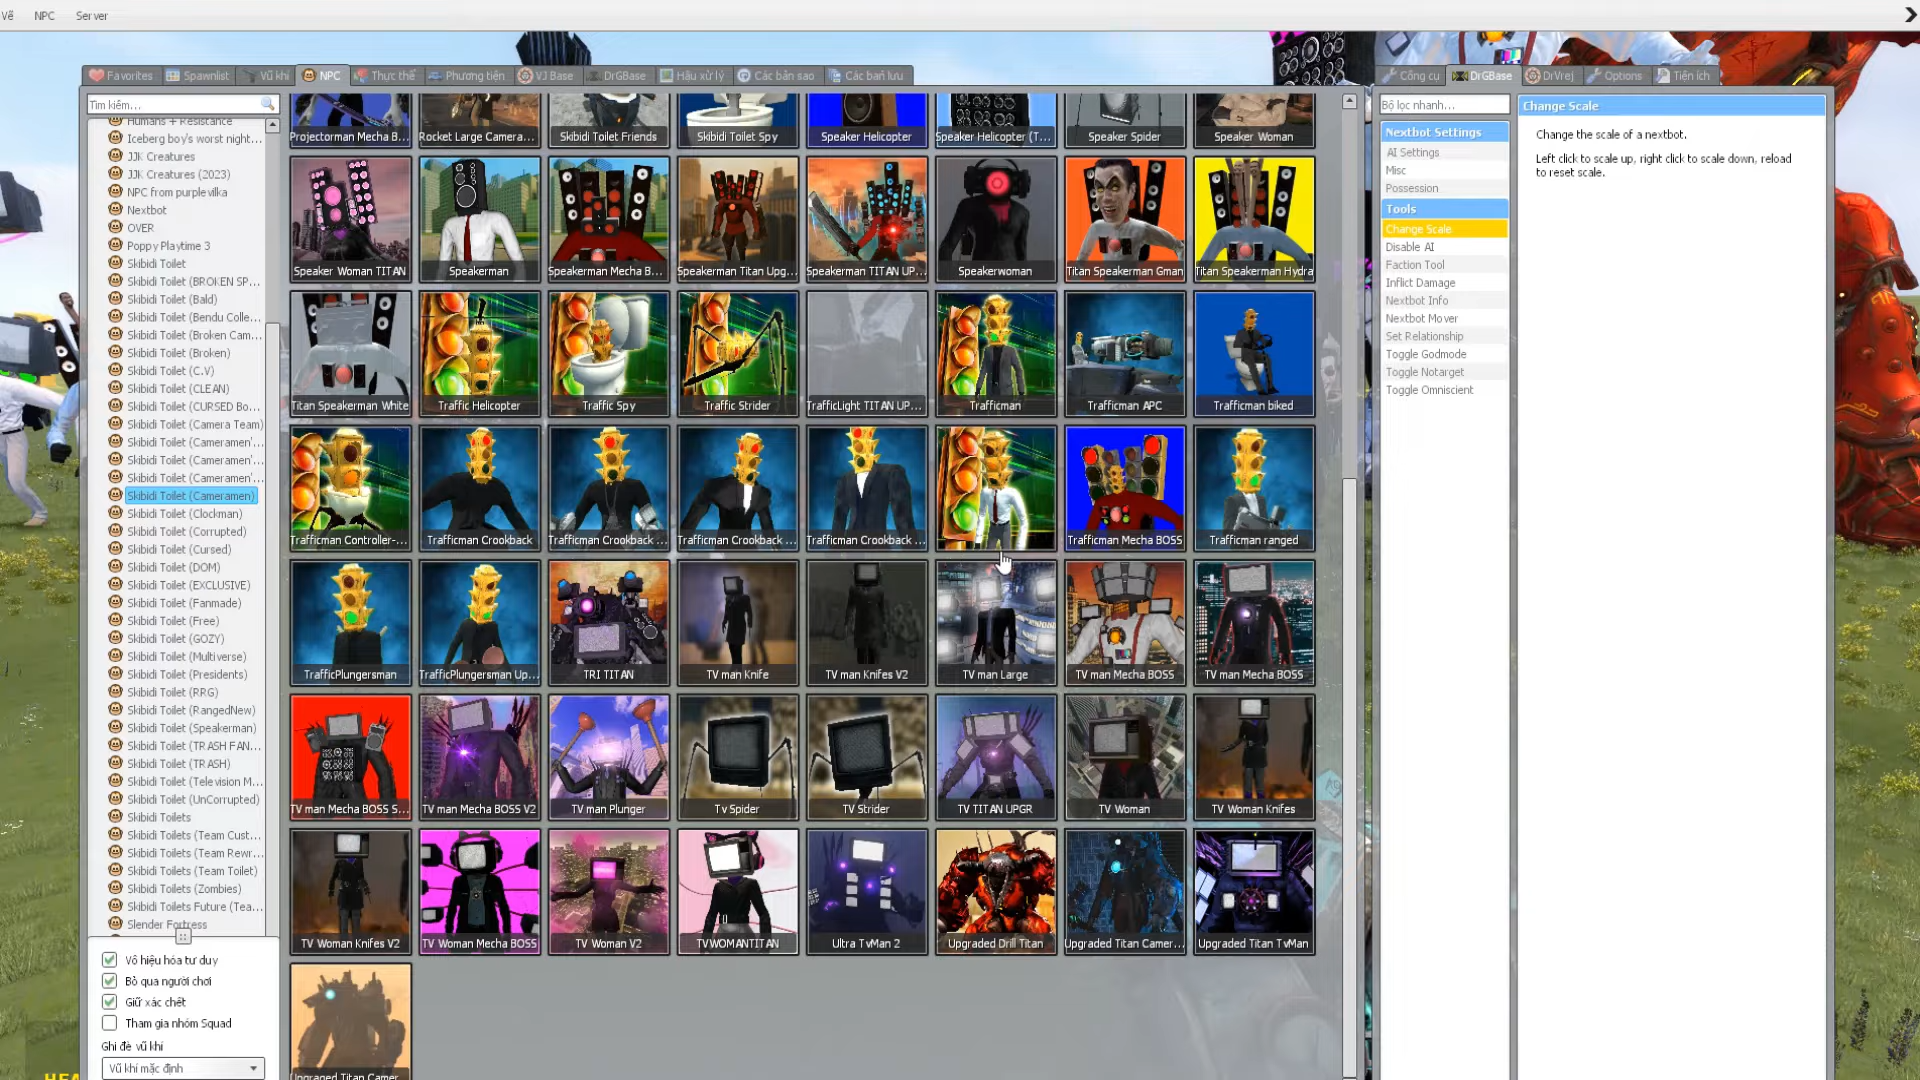 Vẽ NPC Server
Favorites Spawnlist Vũ khí NPC Thực thể Phương tiện VJ Base DrGBase Hậu xử lý Các bản sao Các bản lưu
Công cụ DrGBase DrVrej Options Tiện ích
Tìm kiếm...
Humans + Resistance
Iceberg boy's worst night...
JJK Creatures
JJK Creatures (2023)
NPC from purplevilka
Nextbot
OVER
Poppy Playtime 3
Skibidi Toilet
Skibidi Toilet (BROKEN SP...
Skibidi Toilet (Bald)
Skibidi Toilet (Bendu Colle...
Skibidi Toilet (Broken Cam...
Skibidi Toilet (Broken)
Skibidi Toilet (C.V)
Skibidi Toilet (CLEAN)
Skibidi Toilet (CURSED Bo...
Skibidi Toilet (Camera Team)
Skibidi Toilet (Cameramen'...
Skibidi Toilet (Cameramen'...
Skibidi Toilet (Cameramen'...
Skibidi Toilet (Cameramen)
Skibidi Toilet (Clockman)
Skibidi Toilet (Corrupted)
Skibidi Toilet (Cursed)
Skibidi Toilet (DOM)
Skibidi Toilet (EXCLUSIVE)
Skibidi Toilet (Fanmade)
Skibidi Toilet (Free)
Skibidi Toilet (GOZY)
Skibidi Toilet (Multiverse)
Skibidi Toilet (Presidents)
Skibidi Toilet (RRG)
Skibidi Toilet (RangedNew)
Skibidi Toilet (Speakerman)
Skibidi Toilet (TRASH FAN...
Skibidi Toilet (TRASH)
Skibidi Toilet (Television M...
Skibidi Toilet (UnCorrupted)
Skibidi Toilets
Skibidi Toilets (Team Cust...
Skibidi Toilets (Team Rewr...
Skibidi Toilets (Team Toilet)
Skibidi Toilets (Zombies)
Skibidi Toilets Future (Tea...
Slender Fortress
Vô hiệu hóa tư duy
Bỏ qua người chơi
Giữ xác chết
Tham gia nhóm Squad
Ghi đè vũ khí
Vũ khí mặc định
Projectorman Mecha B... Rocket Large Camera... Skibidi Toilet Friends Skibidi Toilet Spy Speaker Helicopter Speaker Helicopter (T... Speaker Spider Speaker Woman
Speaker Woman TITAN Speakerman Speakerman Mecha B... Speakerman Titan Upg... Speakerman TITAN UP... Speakerwoman Titan Speakerman Gman Titan Speakerman Hydra
Titan Speakerman White Traffic Helicopter Traffic Spy Traffic Strider TrafficLight TITAN UP... Trafficman Trafficman APC Trafficman biked
Trafficman Controller-... Trafficman Crookback Trafficman Crookback ... Trafficman Crookback ... Trafficman Crookback ... Trafficman Mecha BOSS Trafficman ranged
TrafficPlungersman TrafficPlungersman Up... TRI TITAN TV man Knife TV man Knifes V2 TV man Large TV man Mecha BOSS TV man Mecha BOSS
TV man Mecha BOSS S... TV man Mecha BOSS V2 TV man Plunger Tv Spider TV Strider TV TITAN UPGR TV Woman TV Woman Knifes
TV Woman Knifes V2 TV Woman Mecha BOSS TV Woman V2 TVWOMANTITAN Ultra TvMan 2 Upgraded Drill Titan Upgraded Titan Camer... Upgraded Titan TvMan
Upgraded Titan Camer...
Bộ lọc nhanh...
Nextbot Settings
AI Settings
Misc
Possession
Tools
Change Scale
Disable AI
Faction Tool
Inflict Damage
Nextbot Info
Nextbot Mover
Set Relationship
Toggle Godmode
Toggle Notarget
Toggle Omniscient
Change Scale
Change the scale of a nextbot.
Left click to scale up, right click to scale down, reload
to reset scale.